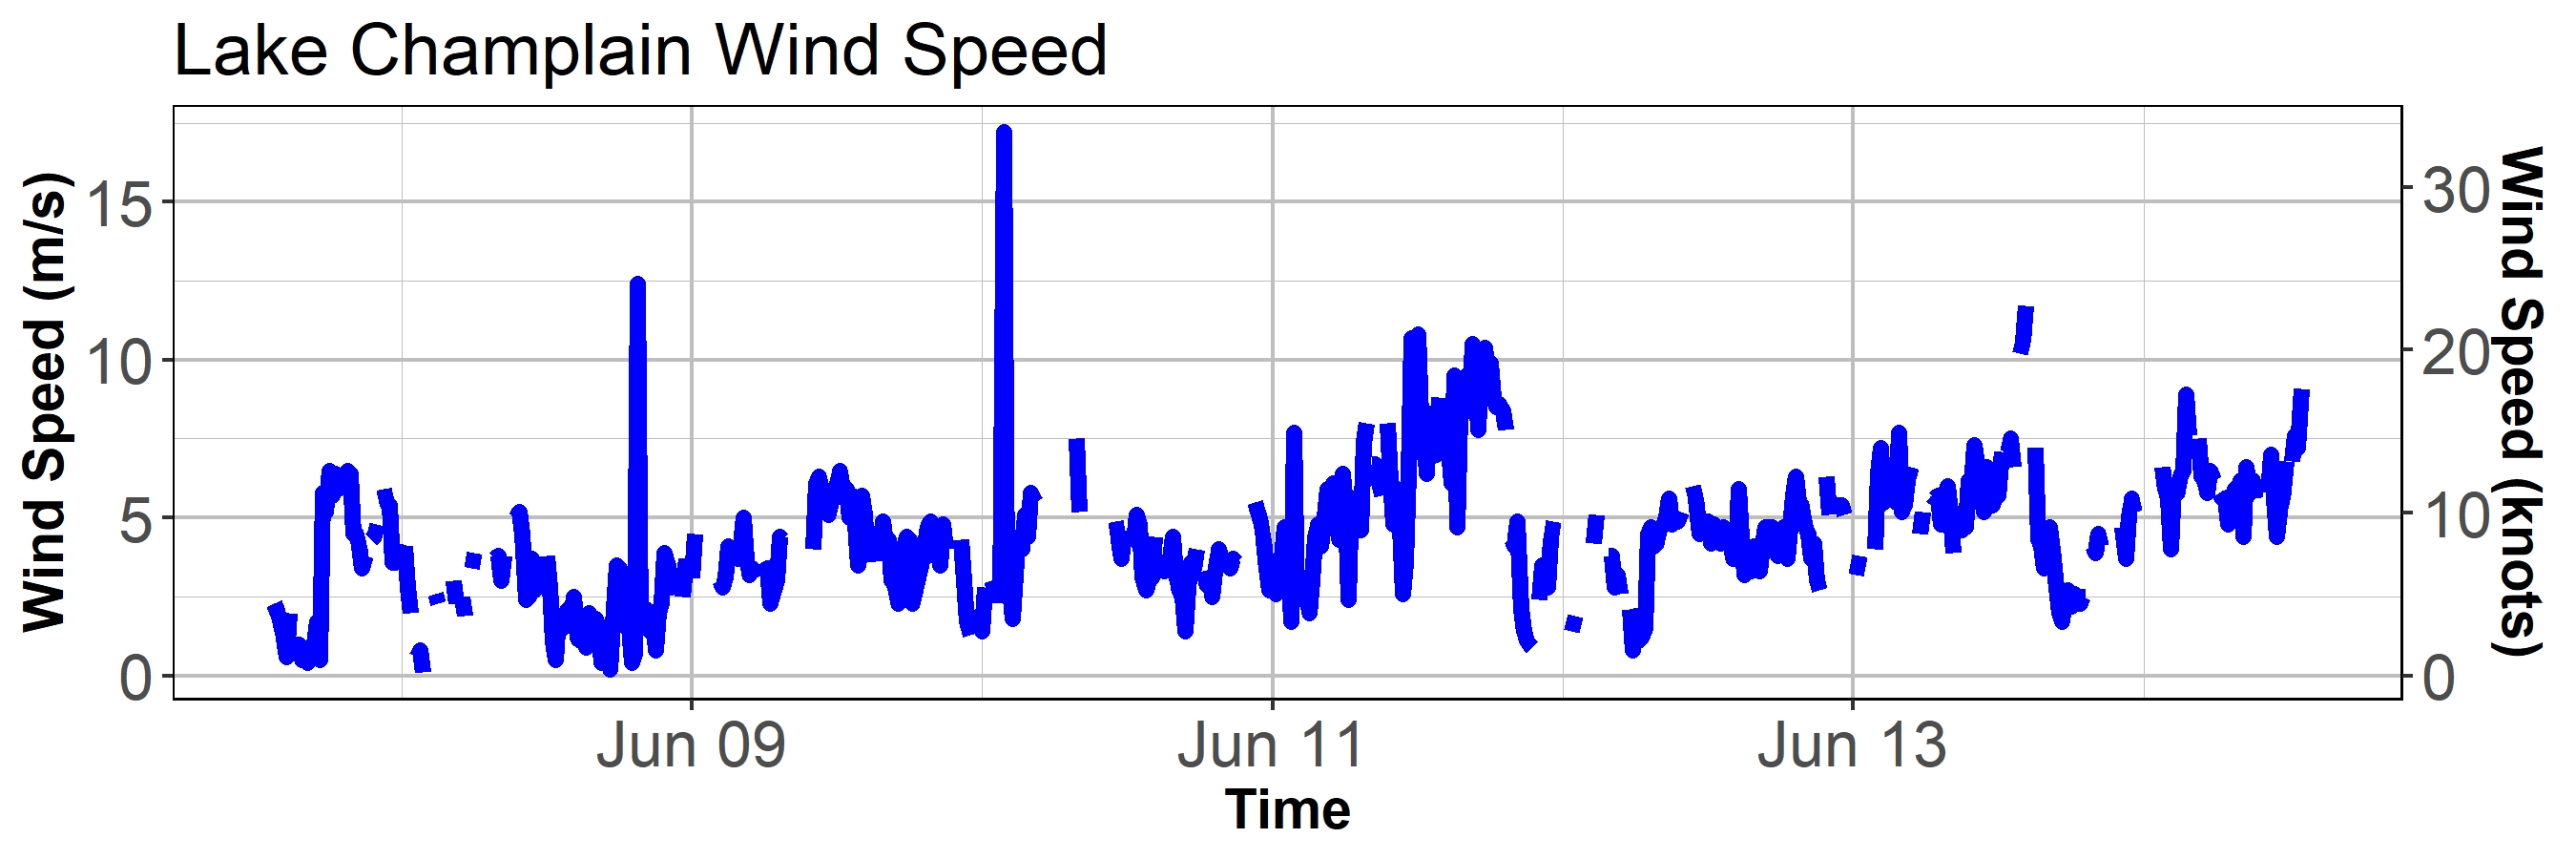 Lake Champlain Wind Speed
Wind Speed (m/s)
15
10
5
0
30
20
10
0
Wind Speed (knots)
Jun 09
Jun 11
Jun 13
Time